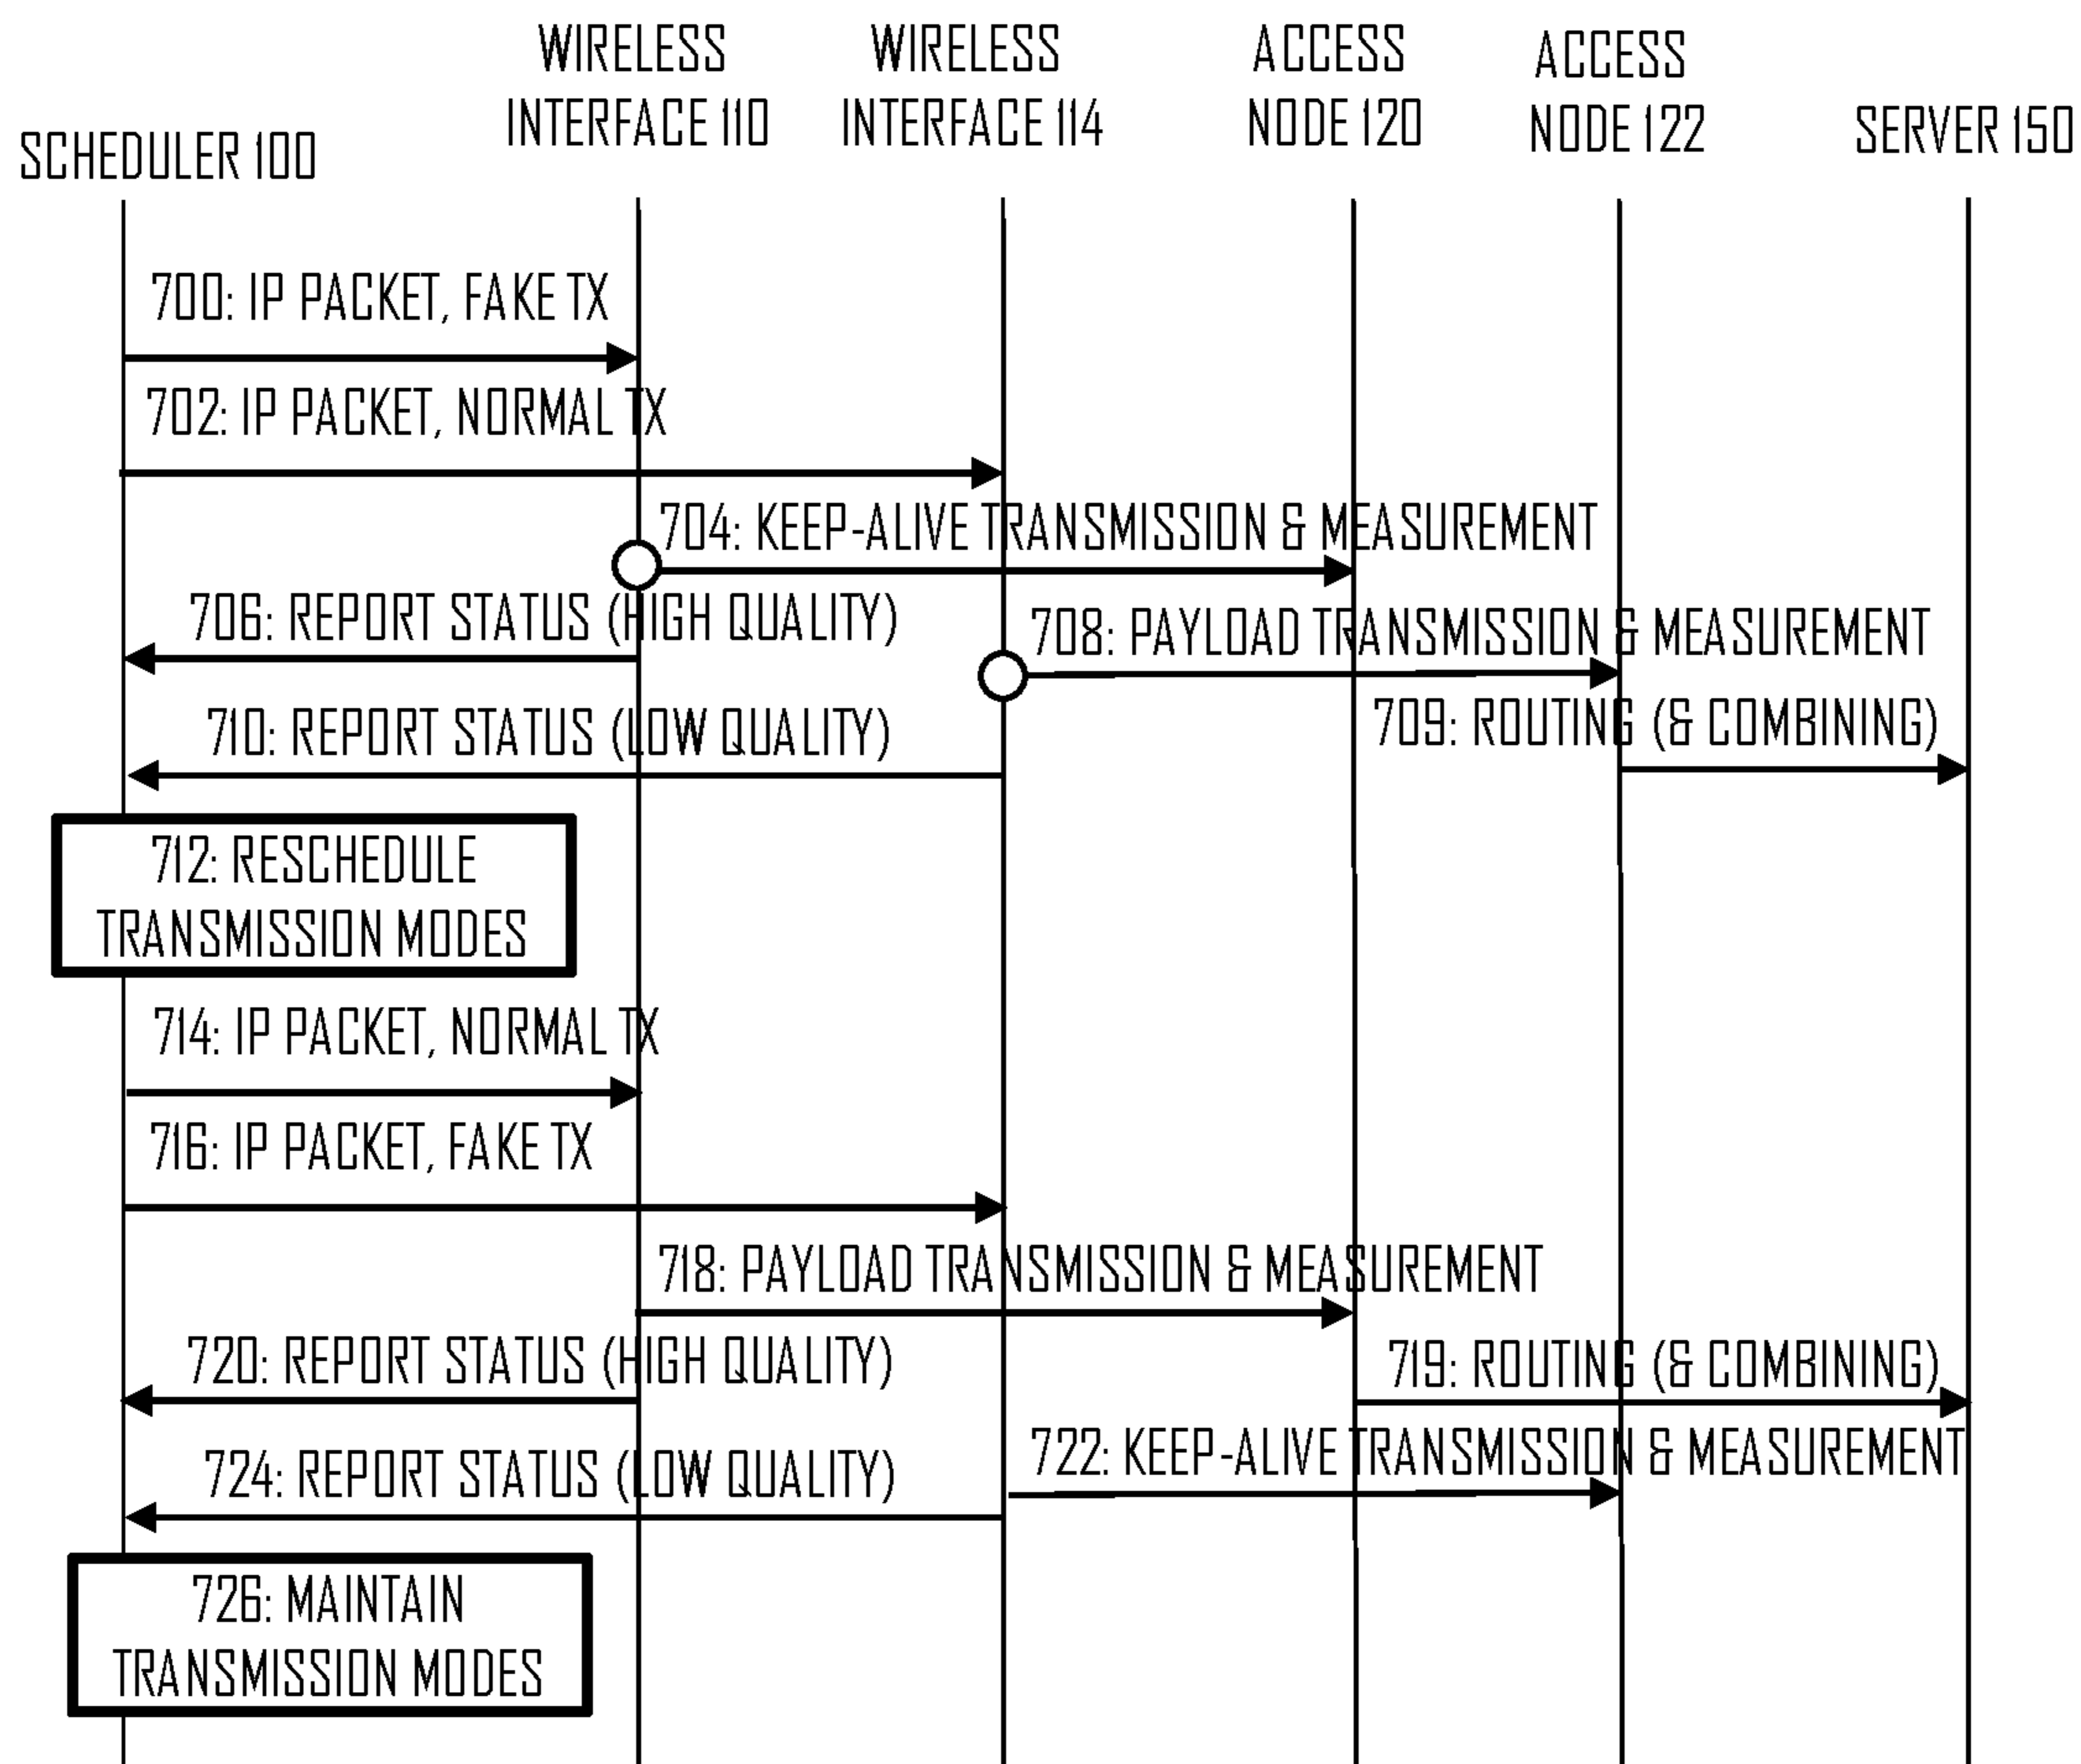 WIRELESS
INTERFACE 110
WIRELESS
INTERFACE 114
ACCESS
NODE 120
ACCESS
NODE 122
SCHEDULER 100
SERVER 150
700: IP PACKET, FAKE TX
702: IP PACKET, NORMAL TX
704: KEEP-ALIVE TRANSMISSION & MEASUREMENT
706: REPORT STATUS (HIGH QUALITY)
708: PAYLOAD TRANSMISSION & MEASUREMENT
709: ROUTING (& COMBINING)
710: REPORT STATUS (LOW QUALITY)
712: RESCHEDULE
TRANSMISSION MODES
714: IP PACKET, NORMAL TX
716: IP PACKET, FAKE TX
718: PAYLOAD TRANSMISSION & MEASUREMENT
719: ROUTING (& COMBINING)
720: REPORT STATUS (HIGH QUALITY)
722: KEEP-ALIVE TRANSMISSION & MEASUREMENT
724: REPORT STATUS (LOW QUALITY)
726: MAINTAIN
TRANSMISSION MODES